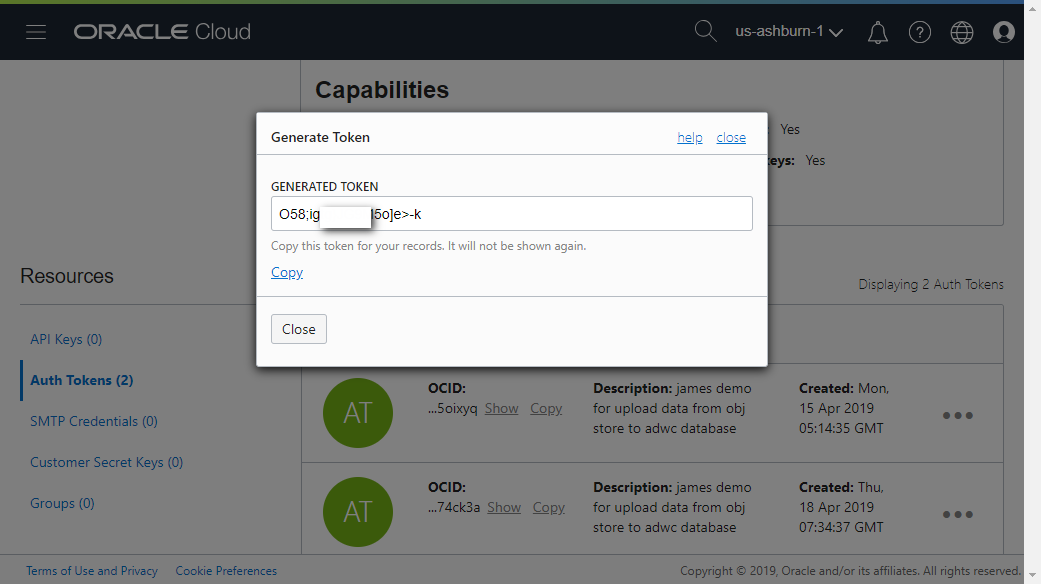 ORACLE Cloud
us-ashburn-1
Capabilities
Generate Token
help
close
Yes
eys: Yes
GENERATED TOKEN
O58;ig 5o]e>-k
Copy this token for your records. It will not be shown again.
Copy
Close
Resources
Displaying 2 Auth Tokens
API Keys (0)
Auth Tokens (2)
SMTP Credentials (0)
Customer Secret Keys (0)
Groups (0)
AT
OCID:
...5oixyq Show Copy
Description: james demo
for upload data from obj
store to adwc database
Created: Mon,
15 Apr 2019
05:14:35 GMT
AT
OCID:
...74ck3a Show Copy
Description: james demo
for upload data from obj
store to adwc database
Created: Thu,
18 Apr 2019
07:34:37 GMT
Terms of Use and Privacy
Cookie Preferences
Copyright © 2019, Oracle and/or its affiliates. All rights reserved.